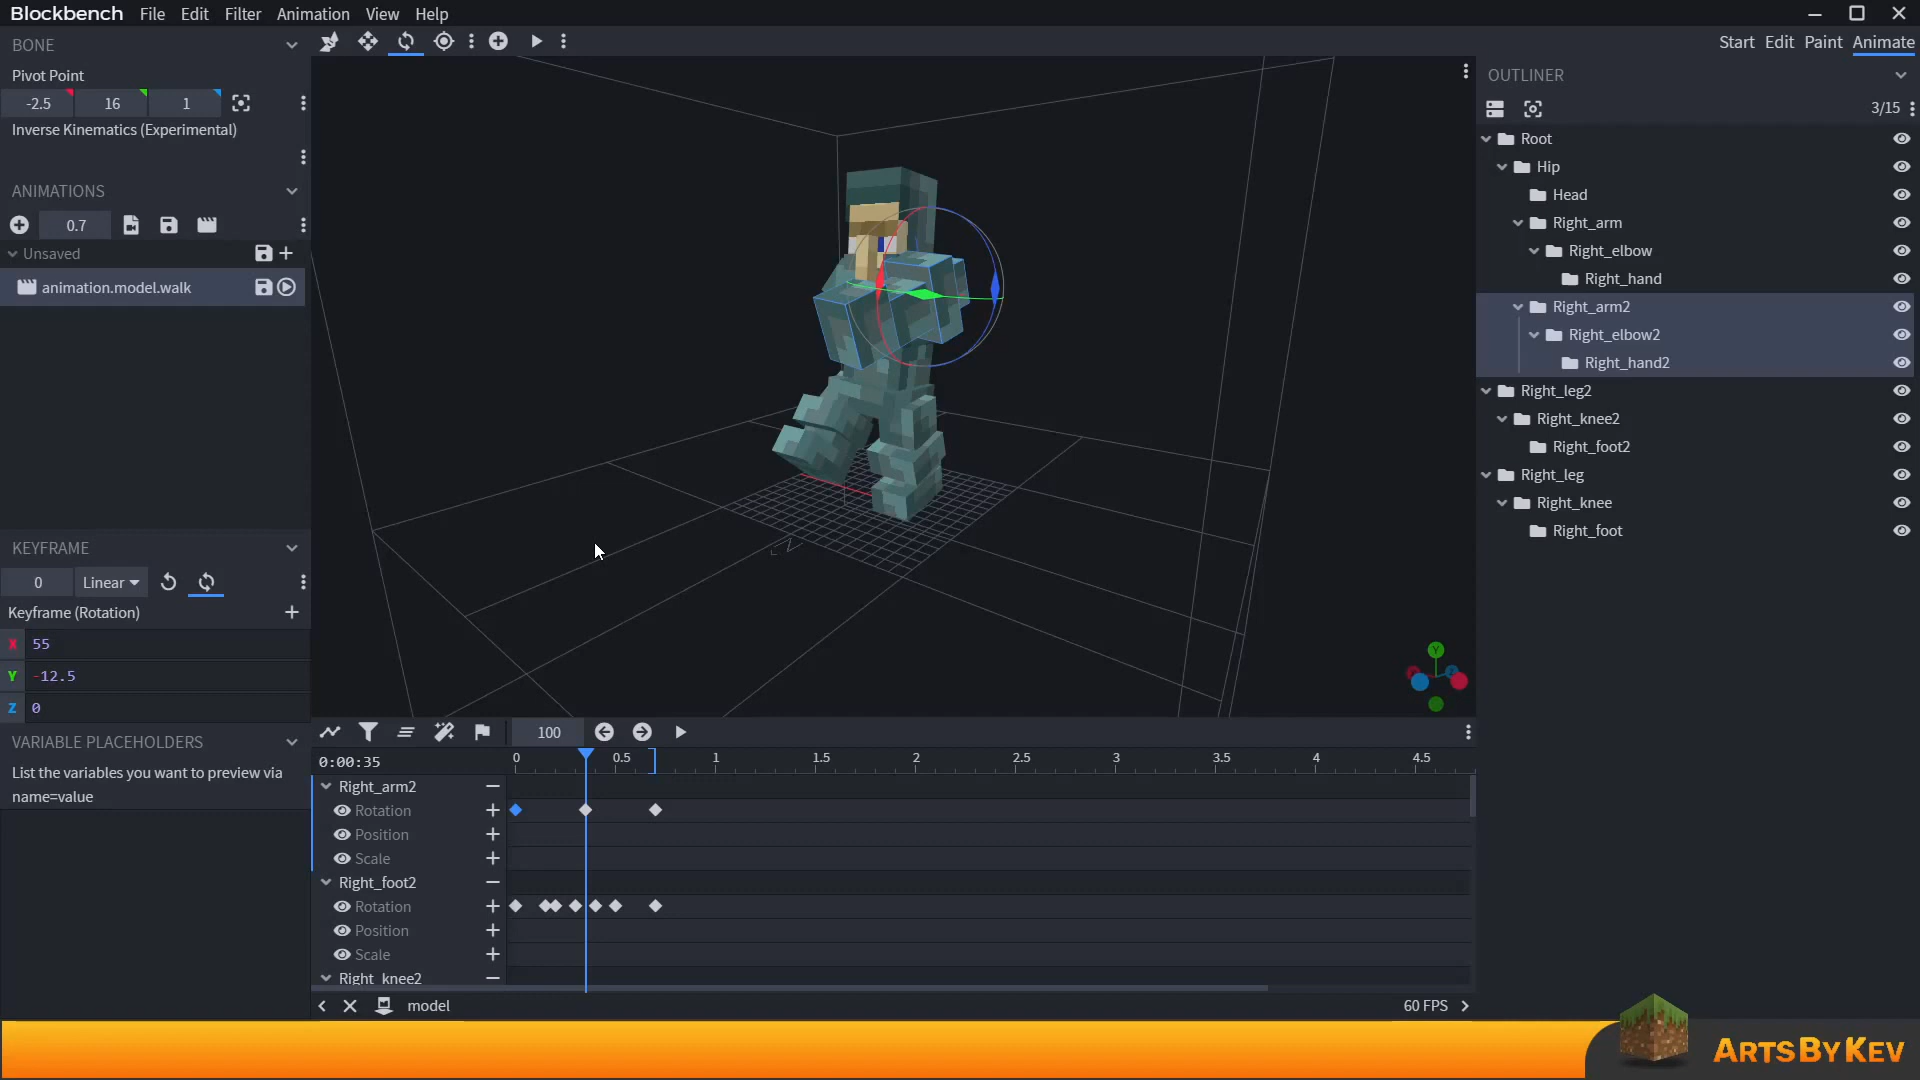 Blockbench File Edit Filter Animation View Help
BONE
Pivot Point
-2.5 16 1
Inverse Kinematics (Experimental)
ANIMATIONS
0.7
Unsaved
animation.model.walk
KEYFRAME
0 Linear
Keyframe (Rotation)
X 55
Y -12.5
Z 0
VARIABLE PLACEHOLDERS
List the variables you want to preview via
name=value
Start Edit Paint Animate
OUTLINER
3/15
Root
Hip
Head
Right_arm
Right_elbow
Right_hand
Right_arm2
Right_elbow2
Right_hand2
Right_leg2
Right_knee2
Right_foot2
Right_leg
Right_knee
Right_foot
Y
100
0:00:35 0 0.5 1 1.5 2 2.5 3 3.5 4 4.5
Right_arm2
Rotation
Position
Scale
Right_foot2
Rotation
Position
Scale
Right_knee2
model 60 FPS
ARTSBYKEV